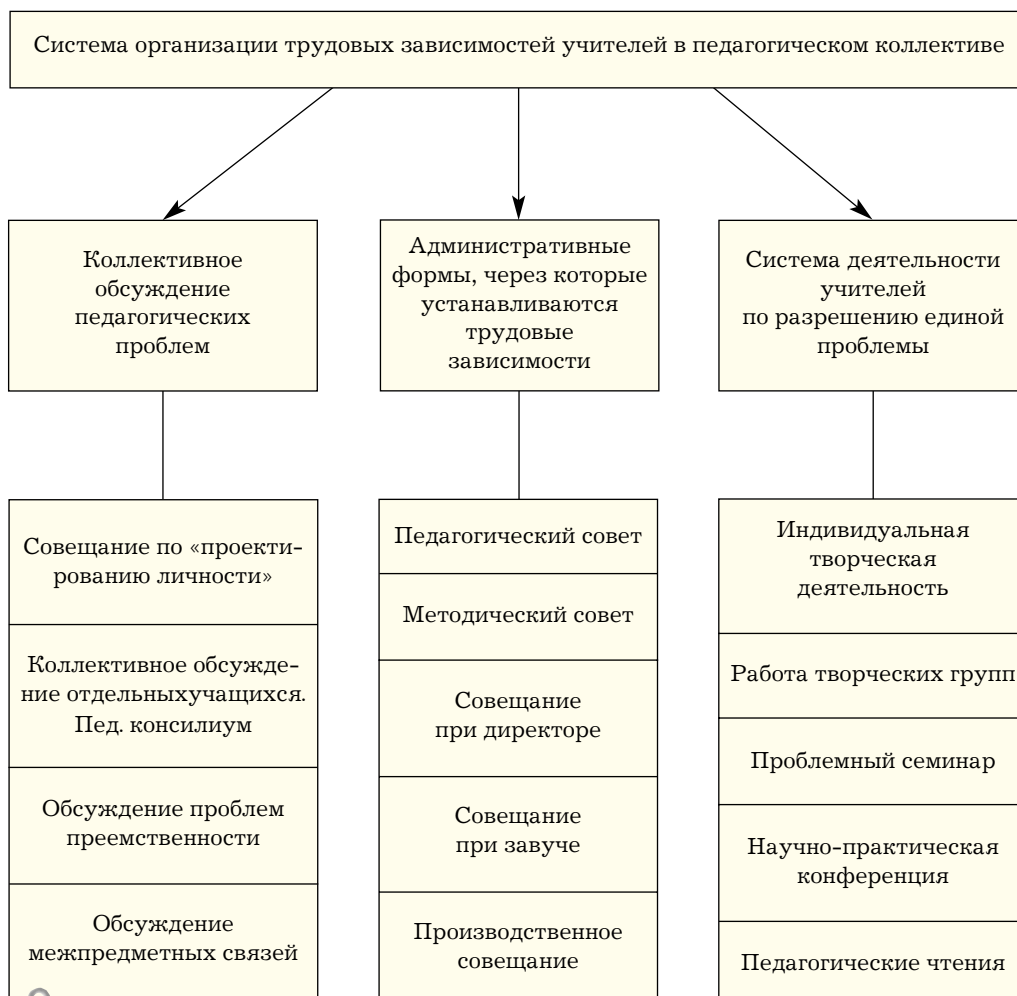 Система организации трудовых зависимостей учителей в педагогическом коллективе
Коллективное
обсуждение
педагогических
проблем
Административные
формы, через которые
устанавливаются
трудовые
зависимости
Система деятельности
учителей
по разрешению единой
проблемы
Совещание по «проекти-
рованию личности»
Коллективное обсужде-
ние отдельныхучащихся.
Пед. консилиум
Обсуждение проблем
преемственности
Обсуждение
межпредметных связей
Педагогический совет
Методический совет
Совещание
при директоре
Совещание
при завуче
Производственное
совещание
Индивидуальная
творческая
деятельность
Работа творческих групп
Проблемный семинар
Научно-практическая
конференция
Педагогические чтения